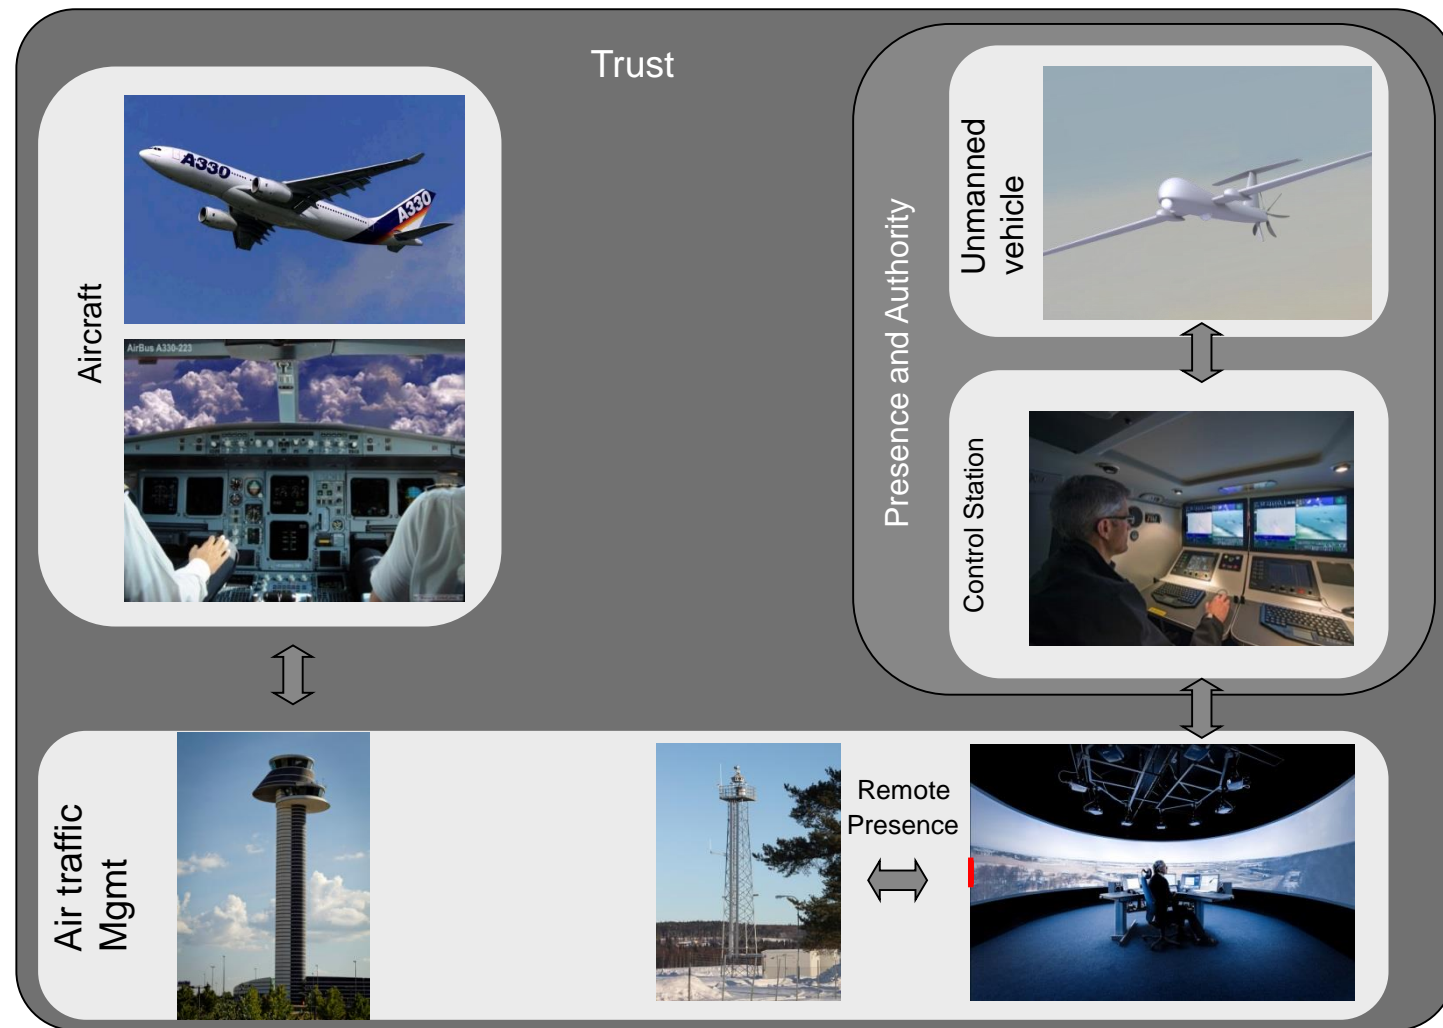 Trust
A330
A330
AirBus A330-223
Aircraft
Presence and Authority
Unmanned
vehicle
Control Station
Air traffic
Mgmt
Remote
Presence